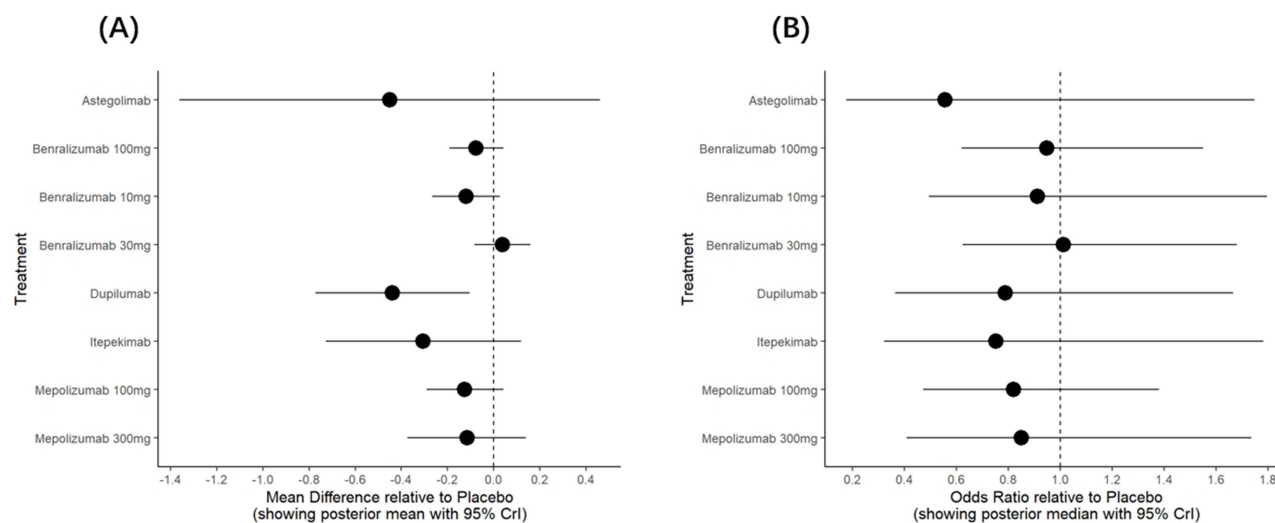 (A)
Treatment
Astegolimab
Benralizumab 100mg
Benralizumab 10mg
Benralizumab 30mg
Dupilumab
Itepekimab
Mepolizumab 100mg
Mepolizumab 300mg
-1.4 -1.2 -1.0 -0.8 -0.6 -0.4 -0.2 0.0 0.2 0.4
Mean Difference relative to Placebo
(showing posterior mean with 95% CrI)
(B)
Treatment
Astegolimab
Benralizumab 100mg
Benralizumab 10mg
Benralizumab 30mg
Dupilumab
Itepekimab
Mepolizumab 100mg
Mepolizumab 300mg
0.2 0.4 0.6 0.8 1.0 1.2 1.4 1.6 1.8
Odds Ratio relative to Placebo
(showing posterior median with 95% CrI)